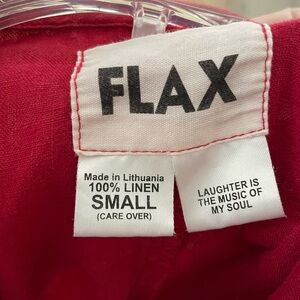 FLAX
Made in Lithuania
100% LINEN
SMALL
(CARE OVER)
LAUGHTER IS
THE MUSIC OF
MY SOUL